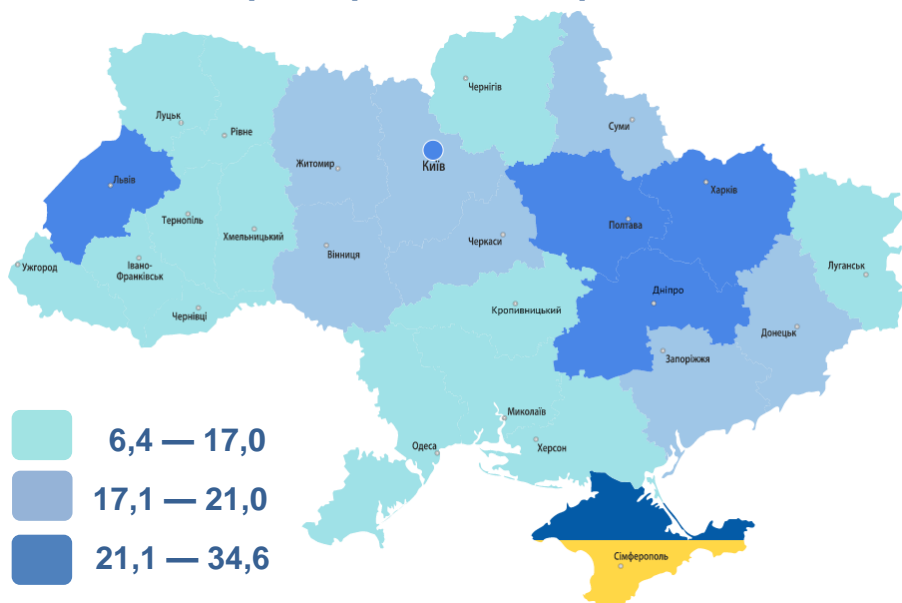 Чернігів
Луцьк
Рівне
Суми
Житомир
Київ
Львів
Харків
Тернопіль
Хмельницький
Полтава
Черкаси
Вінниця
Ужгород
Івано-
Франківськ
Луганськ
Дніпро
Чернівці
Кропивницький
Донецьк
Запоріжжя
Миколаїв
Одеса
Херсон
6,4 — 17,0
17,1 — 21,0
21,1 — 34,6
Сімферополь